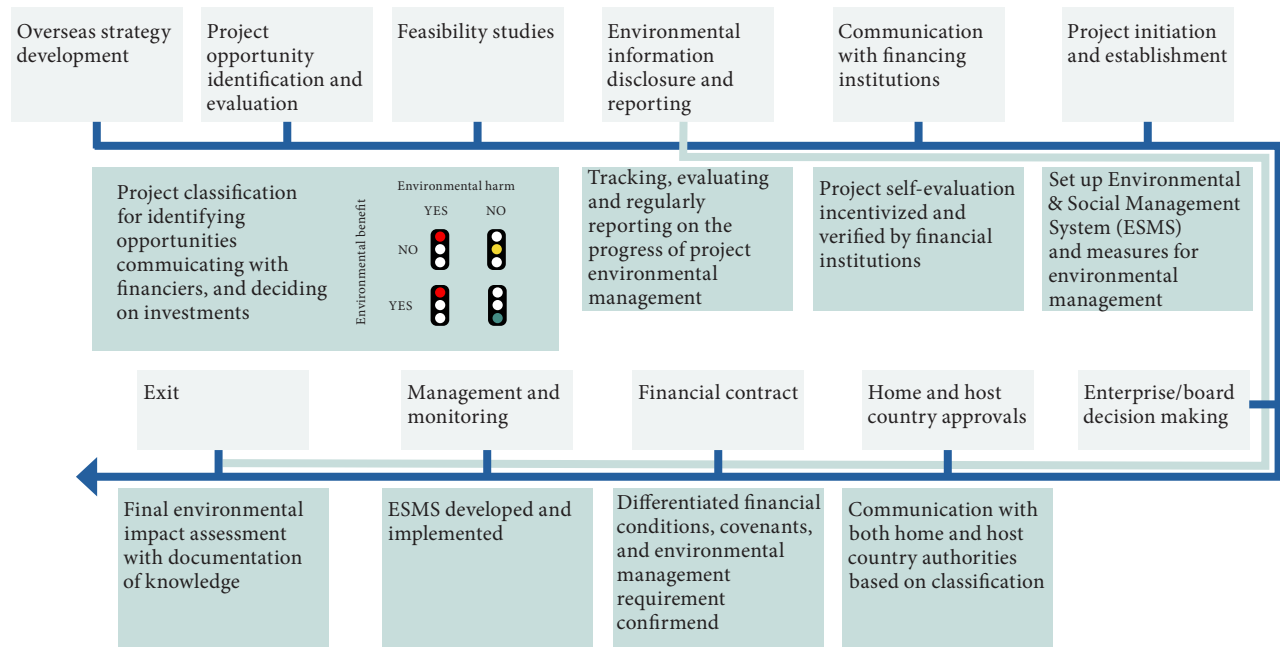 Overseas strategy
development
Project
opportunity
identification and
evaluation
Feasibility studies
Environmental
information
disclosure and
reporting
Communication
with financing
institutions
Project initiation
and establishment
Project classification
for identifying
opportunities
commuicating with
financiers, and deciding
on investments
Environmental harm
YES NO
Environmental benefit
NO
YES
Tracking, evaluating
and regularly
reporting on the
progress of project
environmental
management
Project self-evaluation
incentivized and
verified by financial
institutions
Set up Environmental
& Social Management
System (ESMS)
and measures for
environmental
management
Exit
Management and
monitoring
Financial contract
Home and host
country approvals
Enterprise/board
decision making
Final environmental
impact assessment
with documentation
of knowledge
ESMS developed and
implemented
Differentiated financial
conditions, covenants,
and environmental
management
requirement
confirmend
Communication with
both home and host
country authorities
based on classification